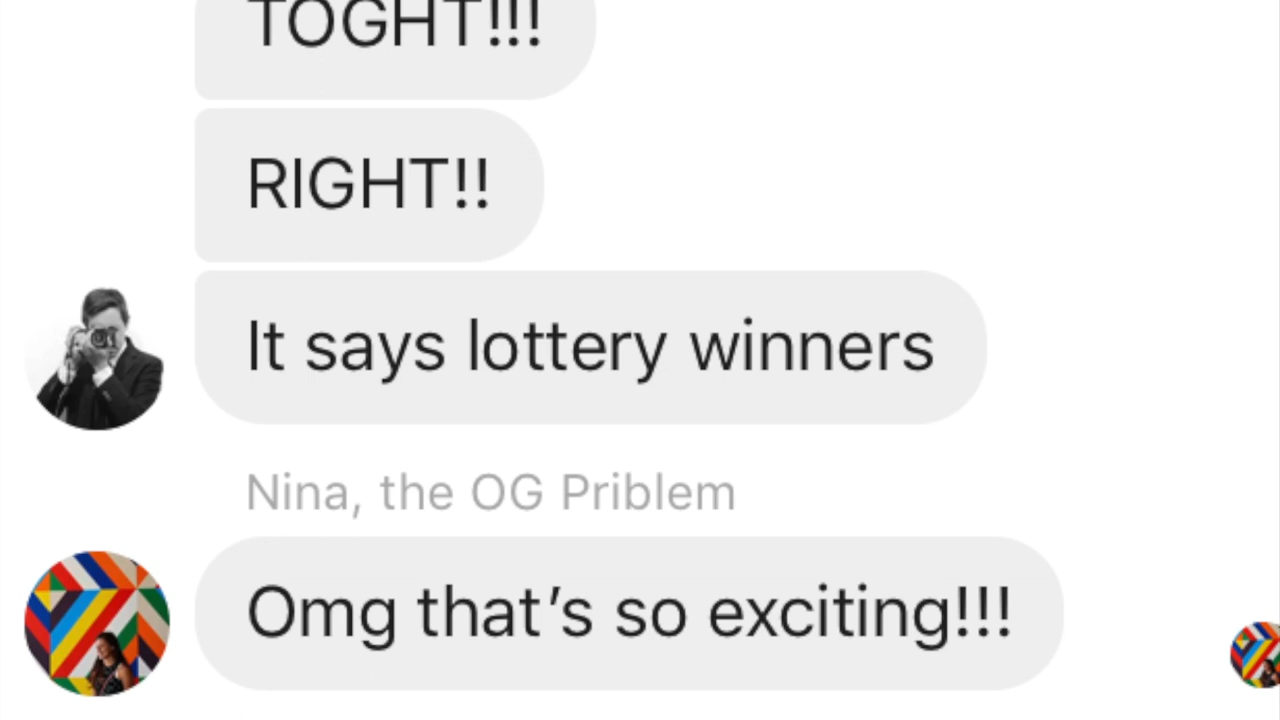 TOGHT!!!
RIGHT!!
It says lottery winners
Nina, the OG Priblem
Omg that's so exciting!!!